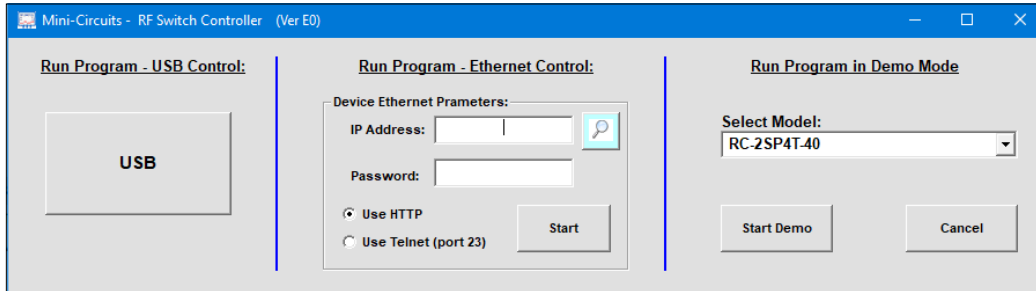 Mini-Circuits - RF Switch Controller (Ver E0)
Run Program - USB Control:
USB
Run Program - Ethernet Control:
Device Ethernet Prameters:
IP Address:
Password:
Use HTTP
Use Telnet (port 23)
Start
Run Program in Demo Mode
Select Model:
RC-2SP4T-40
Start Demo
Cancel